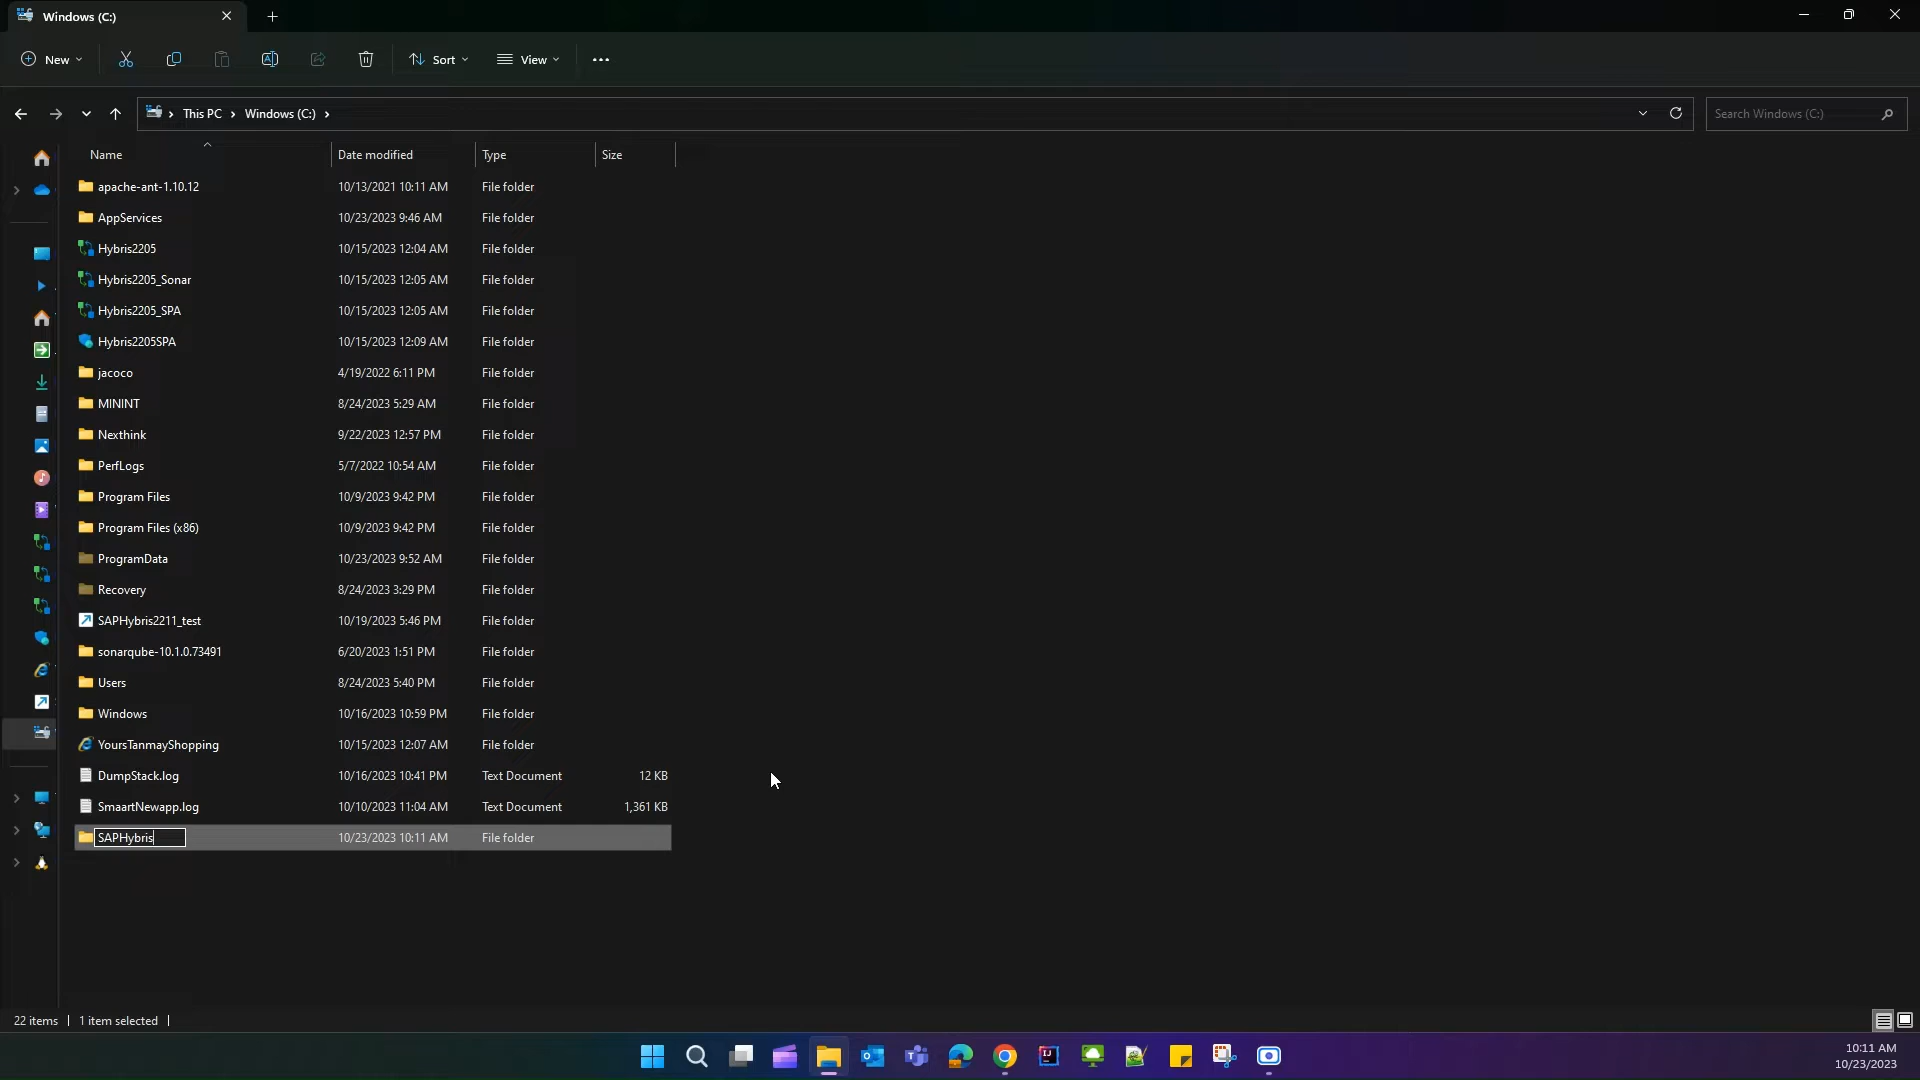 Windows (C:)
New
Sort
View
This PC
Windows (C:)
Search Windows (C:)
Name Date modified Type Size
apache-ant-1.10.12 10/13/2021 10:11 AM File folder
AppServices 10/23/2023 9:46 AM File folder
Hybris2205 10/15/2023 12:04 AM File folder
Hybris2205_Sonar 10/15/2023 12:05 AM File folder
Hybris2205_SPA 10/15/2023 12:05 AM File folder
Hybris2205SPA 10/15/2023 12:09 AM File folder
jacoco 4/19/2022 6:11 PM File folder
MININT 8/24/2023 5:29 AM File folder
Nexthink 9/22/2023 12:57 PM File folder
PerfLogs 5/7/2022 10:54 AM File folder
Program Files 10/9/2023 9:42 PM File folder
Program Files (x86) 10/9/2023 9:42 PM File folder
ProgramData 10/23/2023 9:52 AM File folder
Recovery 8/24/2023 3:29 PM File folder
SAPHybris2211_test 10/19/2023 5:46 PM File folder
sonarqube-10.1.0.73491 6/20/2023 1:51 PM File folder
Users 8/24/2023 5:40 PM File folder
Windows 10/16/2023 10:59 PM File folder
YoursTanmayShopping 10/15/2023 12:07 AM File folder
DumpStack.log 10/16/2023 10:41 PM Text Document 12 KB
SmaartNewapp.log 10/10/2023 11:04 AM Text Document 1,361 KB
SAPHybris 10/23/2023 10:11 AM File folder
22 items 1 item selected
10:11 AM
10/23/2023